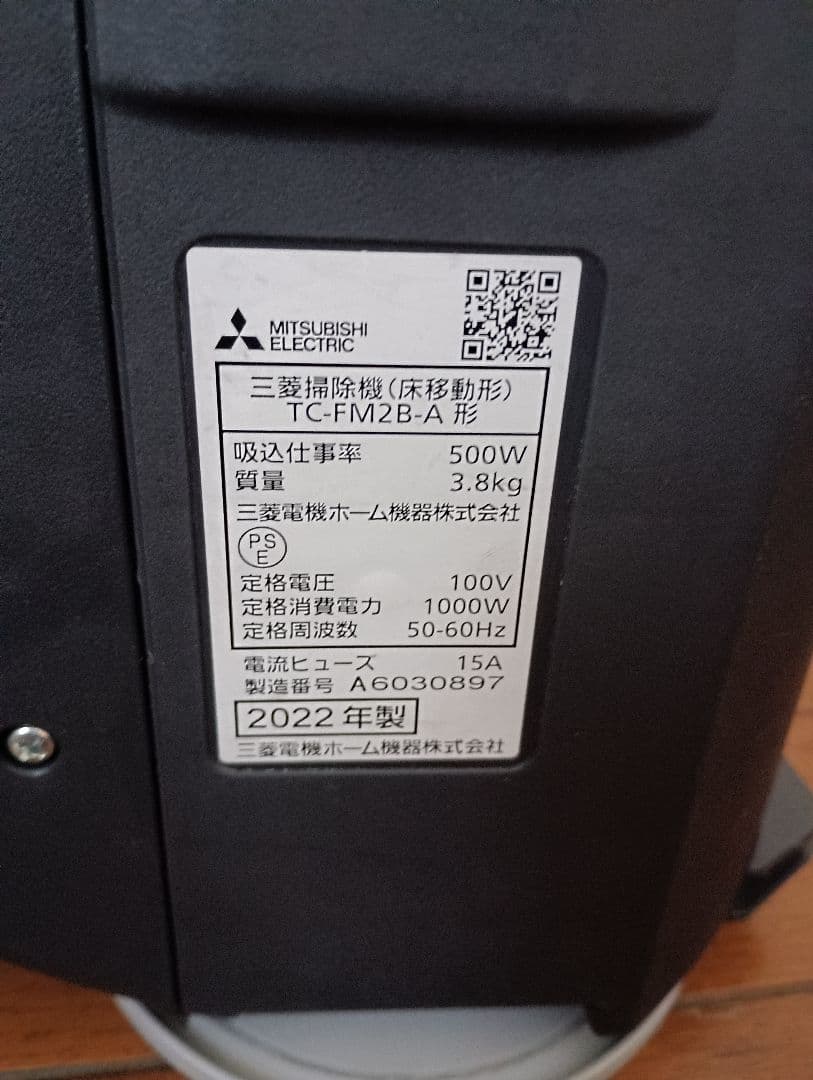 MITSUBISHI
ELECTRIC
三菱掃除機(床移動形)
TC-FM2B-A 形
吸込仕事率 500W
質量 3.8kg
三菱電機ホーム機器株式会社
PS
E
定格電圧 100V
定格消費電力 1000W
定格周波数 50-60Hz
電流ヒューズ 15A
製造番号 A6030897
2022年製
三菱電機ホーム機器株式会社